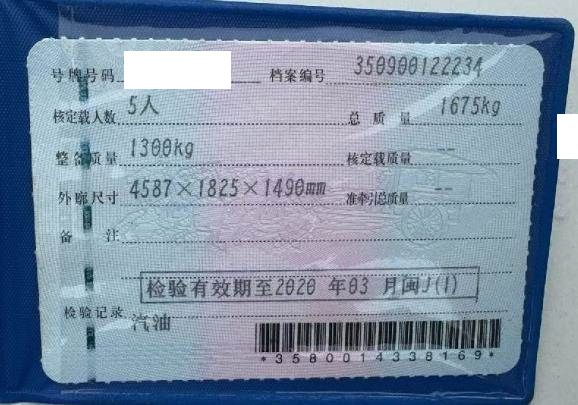 号牌号码 档案编号 350900122234
核定载人数 5人 总质量 1675kg
整备质量 1300kg 核定载质量 --
外廓尺寸 4587×1825×1490mm 准牵引总质量 --
备注
检验有效期至2020 年03 月闽J(1)
检验记录
汽油
*3580014338169*